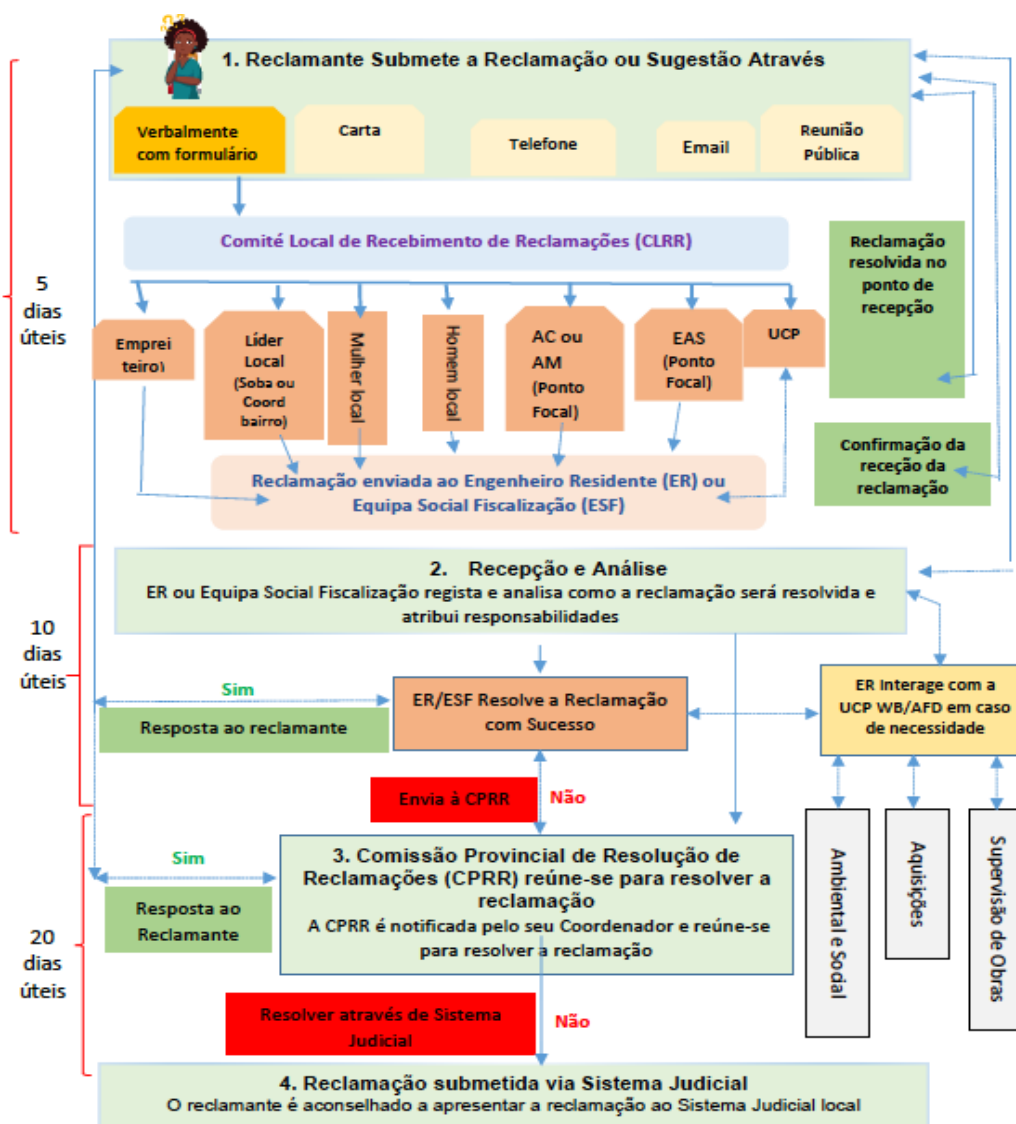 1. Reclamante Submete a Reclamação ou Sugestão Através
Verbalmente
com formulário
Carta
Telefone
Email
Reunião
Pública
Comité Local de Recebimento de Reclamações (CLRR)
Reclamação
resolvida no
ponto de
recepção
5
dias
úteis
Emprei
teiro)
Líder
Local
(Soba ou
Coord
bairro)
Mulher local
Homem local
AC ou
AM
(Ponto
Focal)
EAS
(Ponto
Focal)
UCP
Confirmação da
receção da
reclamação
Reclamação enviada ao Engenheiro Residente (ER) ou
Equipa Social Fiscalização (ESF)
2. Recepção e Análise
ER ou Equipa Social Fiscalização regista e analisa como a reclamação será resolvida e
atribui responsabilidades
10
dias
úteis
Sim
Resposta ao reclamante
ER/ESF Resolve a Reclamação
com Sucesso
ER Interage com a
UCP WB/AFD em caso
de necessidade
Envia à CPRR
Não
Ambiental e Social
Aquisições
Supervisão de Obras
3. Comissão Provincial de Resolução de
Reclamações (CPRR) reúne-se para resolver a
reclamação
A CPRR é notificada pelo seu Coordenador e reúne-se
para resolver a reclamação
Sim
Resposta ao
Reclamante
20
dias
úteis
Resolver através de Sistema
Judicial
Não
4. Reclamação submetida via Sistema Judicial
O reclamante é aconselhado a apresentar a reclamação ao Sistema Judicial local